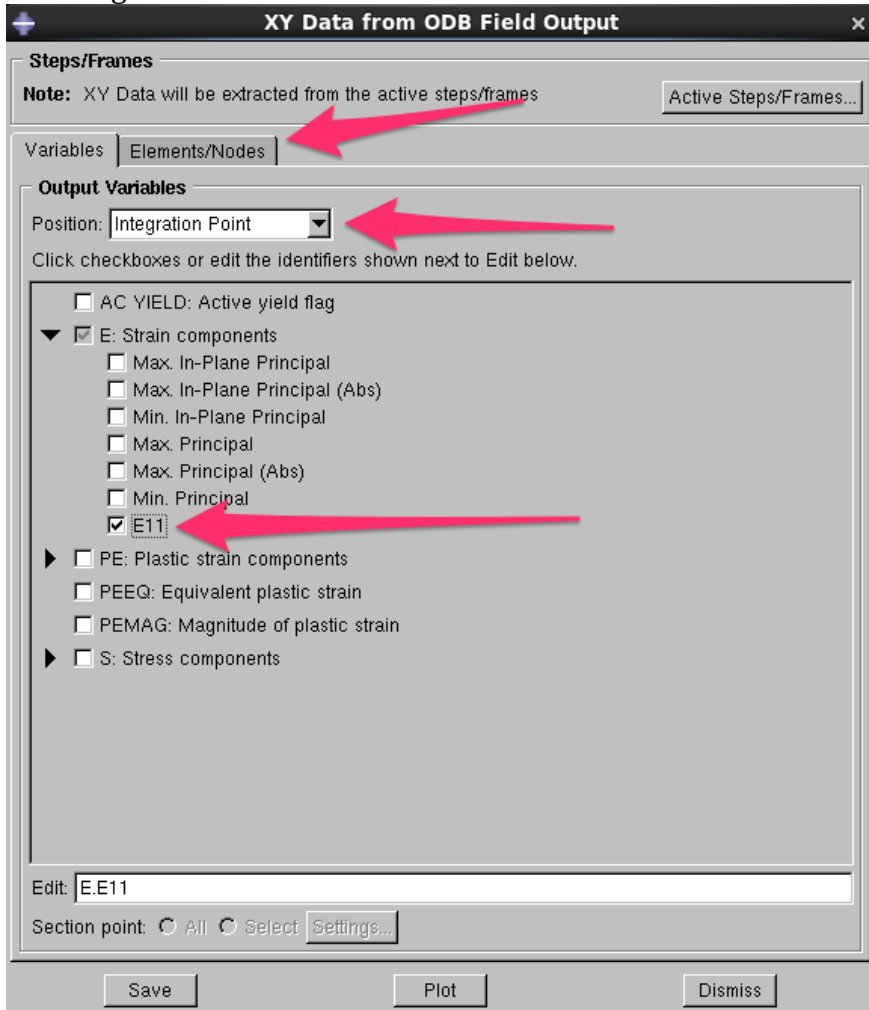 XY Data from ODB Field Output
Steps/Frames
Note: XY Data will be extracted from the active steps/frames
Active Steps/Frames...
Variables
Elements/Nodes
Output Variables
Position: Integration Point
Click checkboxes or edit the identifiers shown next to Edit below.
AC YIELD: Active yield flag
E: Strain components
Max. In-Plane Principal
Max. In-Plane Principal (Abs)
Min. In-Plane Principal
Max. Principal
Max. Principal (Abs)
Min. Principal
E11
PE: Plastic strain components
PEEQ: Equivalent plastic strain
PEMAG: Magnitude of plastic strain
S: Stress components
Edit: E.E11
Section point: All Select Settings...
Save Plot Dismiss